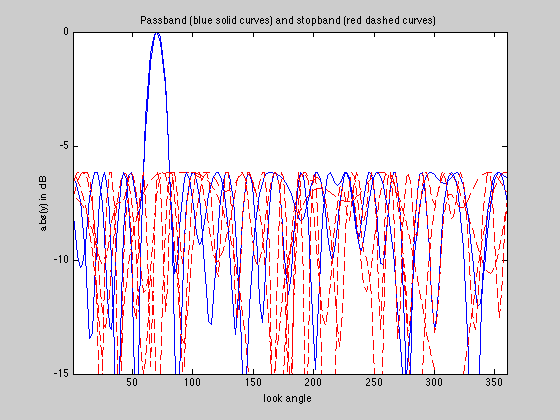 Passband (blue solid curves) and stopband (red dashed curves)
0
-5
-10
-15
abs(y) in dB
50 100 150 200 250 300 350
look angle